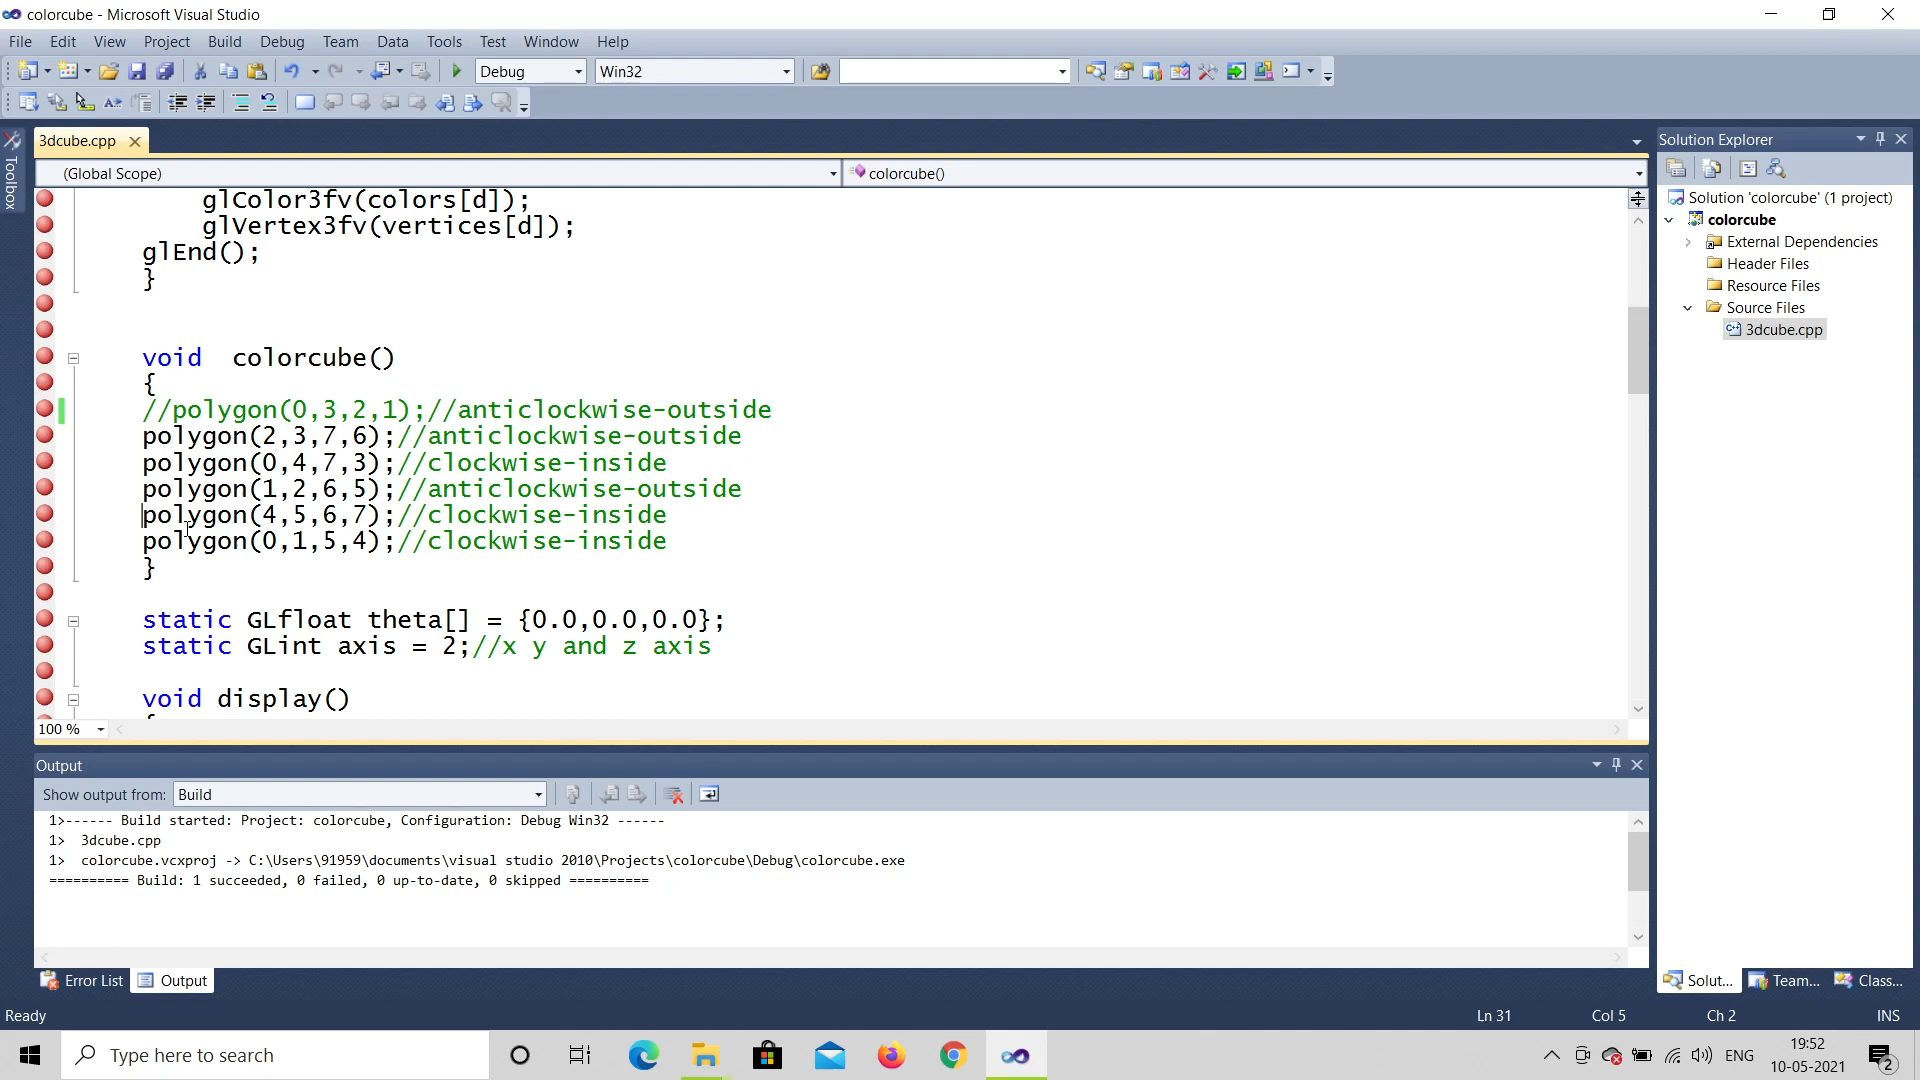 colorcube - Microsoft Visual Studio
File Edit View Project Build Debug Team Data Tools Test Window Help
Debug Win32
3dcube.cpp
Solution Explorer
Toolbox
(Global Scope) colorcube()
glColor3fv(colors[d]);
glVertex3fv(vertices[d]);
glEnd();
}
void colorcube()
{
//polygon(0,3,2,1);//anticlockwise-outside
polygon(2,3,7,6);//anticlockwise-outside
polygon(0,4,7,3);//clockwise-inside
polygon(1,2,6,5);//anticlockwise-outside
polygon(4,5,6,7);//clockwise-inside
polygon(0,1,5,4);//clockwise-inside
}
static GLfloat theta[] = {0.0,0.0,0.0};
static GLint axis = 2;//x y and z axis
void display()
100 %
Solution 'colorcube' (1 project)
colorcube
External Dependencies
Header Files
Resource Files
Source Files
3dcube.cpp
Output
Show output from: Build
1>------ Build started: Project: colorcube, Configuration: Debug Win32 ------
1> 3dcube.cpp
1> colorcube.vcxproj -> C:\Users\91959\documents\visual studio 2010\Projects\colorcube\Debug\colorcube.exe
========== Build: 1 succeeded, 0 failed, 0 up-to-date, 0 skipped ==========
Error List Output
Solut... Team... Class...
Ready Ln 31 Col 5 Ch 2 INS
Type here to search
ENG
19:52
10-05-2021
2